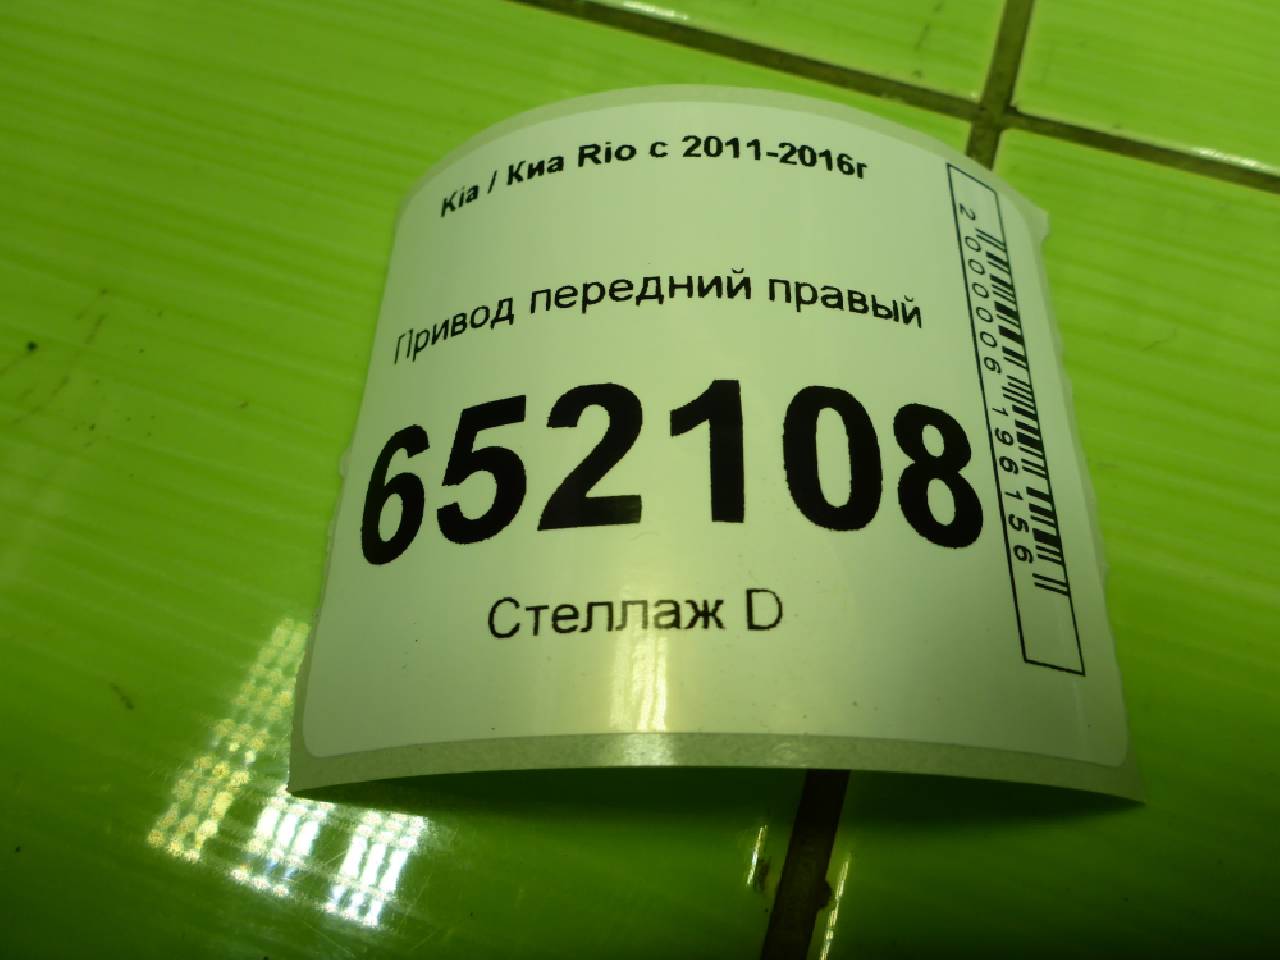 Kia / Киа Rio с 2011-2016г
Привод передний правый
652108
Стеллаж D
2000006196156